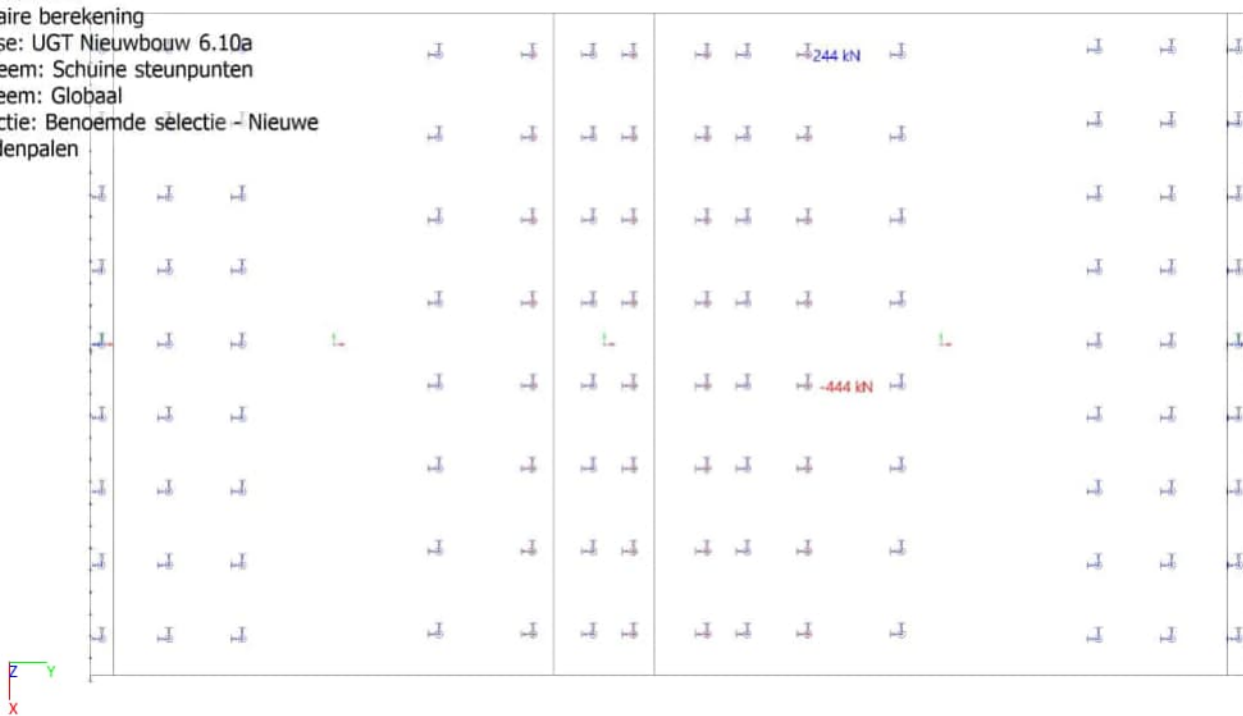 aire berekening
se: UGT Nieuwbouw 6.10a
eem: Schuine steunpunten
eem: Globaal
ctie: Benoemde selectie - Nieuwe
denpalen
244 kN
-444 kN
Z Y
X